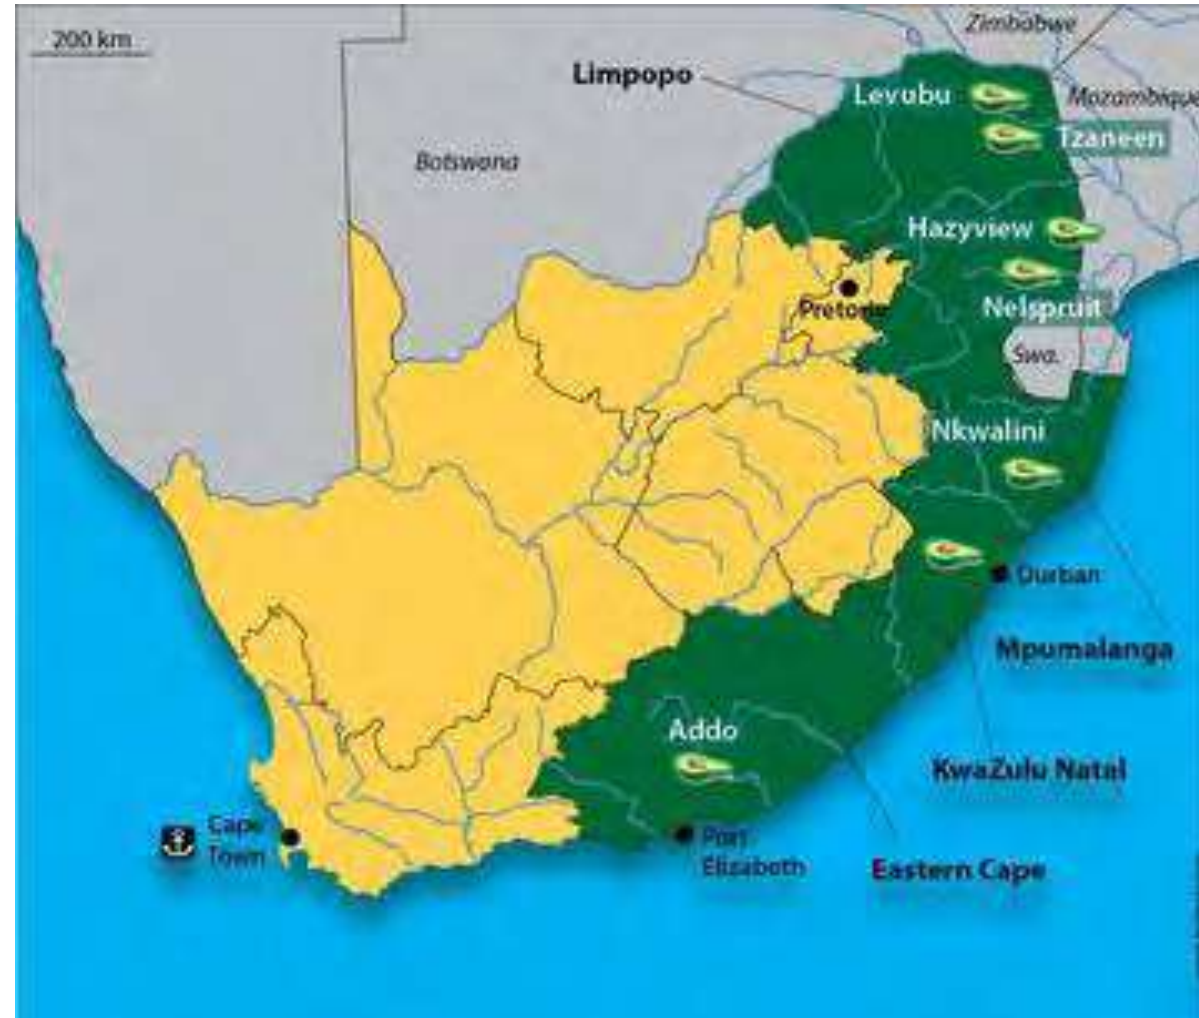 200 km
Zimbabwe
Limpopo
Levubu
Mozambique
Tzaneen
Botswana
Hazyview
Pretoria
Nelspruit
Swa.
Nkwalini
Durban
Mpumalanga
Addo
KwaZulu Natal
Cape
Town
Port
Elizabeth
Eastern Cape